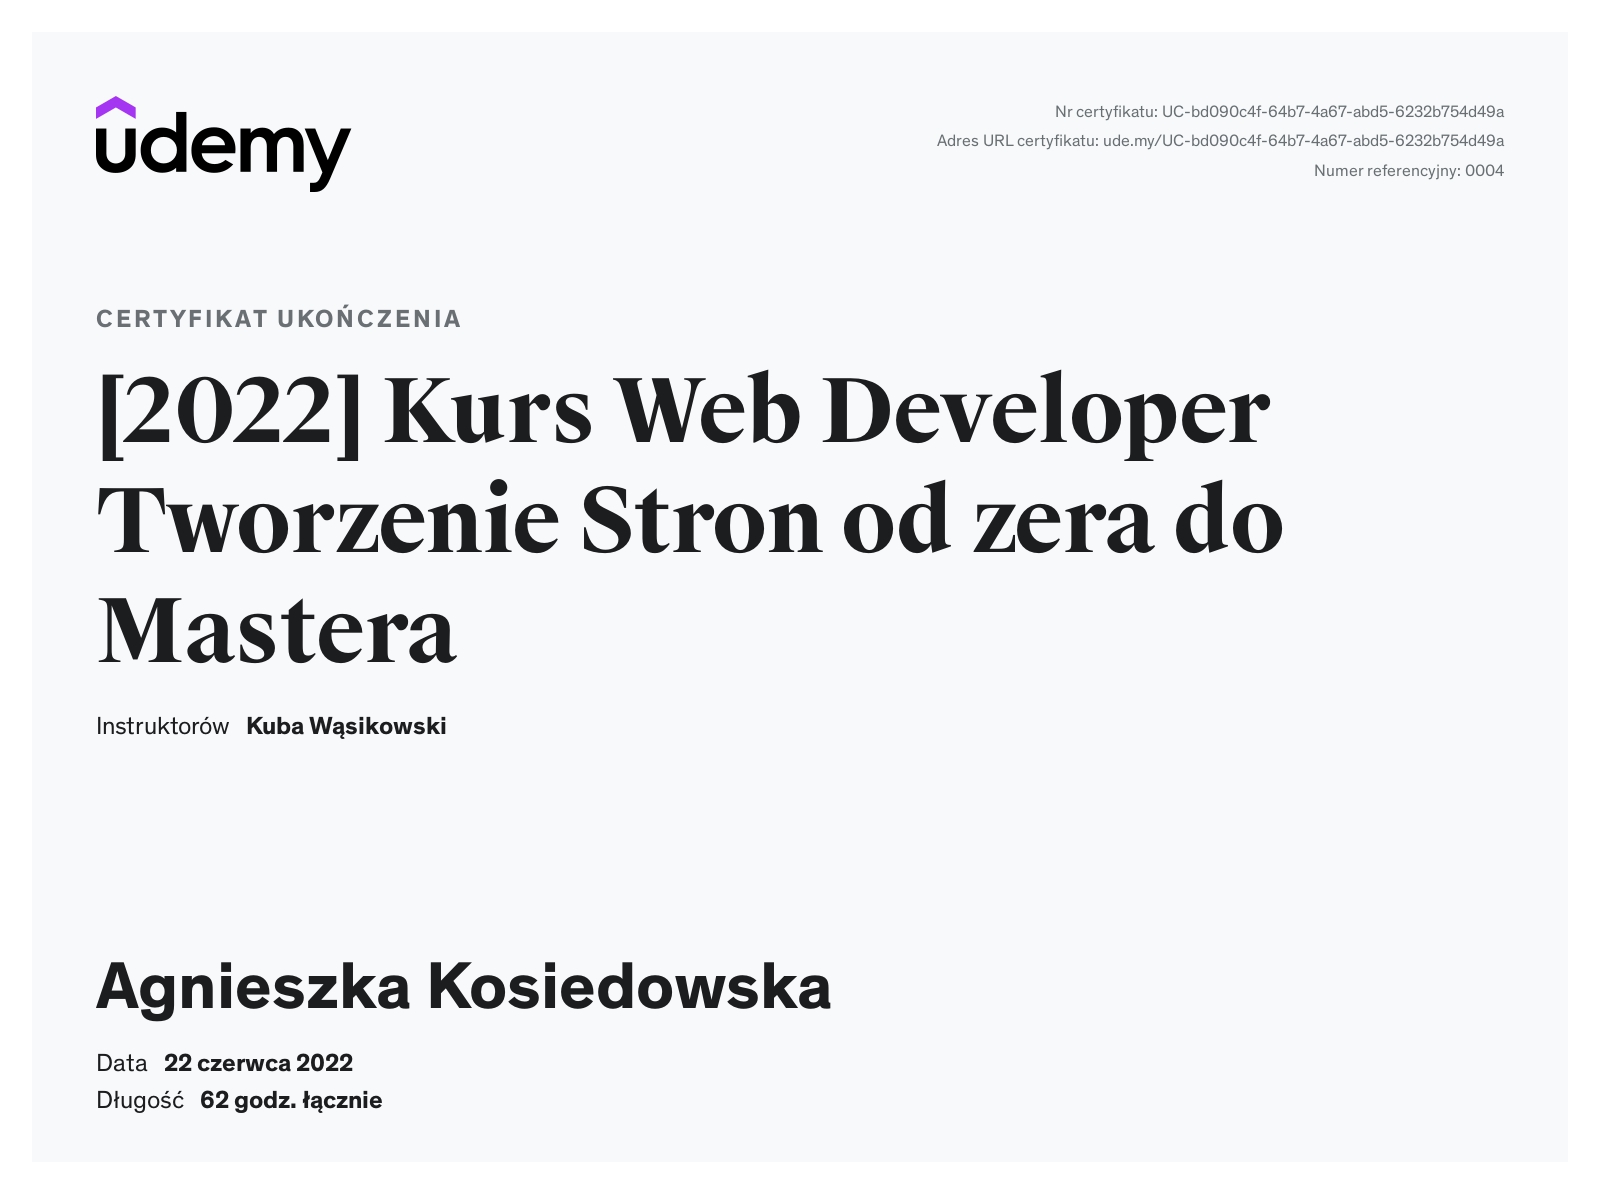 udemy
Nr certyfikatu: UC-bd090c4f-64b7-4a67-abd5-6232b754d49a
Adres URL certyfikatu: ude.my/UC-bd090c4f-64b7-4a67-abd5-6232b754d49a
Numer referencyjny: 0004
CERTYFIKAT UKOŃCZENIA
[2022] Kurs Web Developer
Tworzenie Stron od zera do
Mastera
Instruktorów Kuba Wąsikowski
Agnieszka Kosiedowska
Data 22 czerwca 2022
Długość 62 godz. łącznie